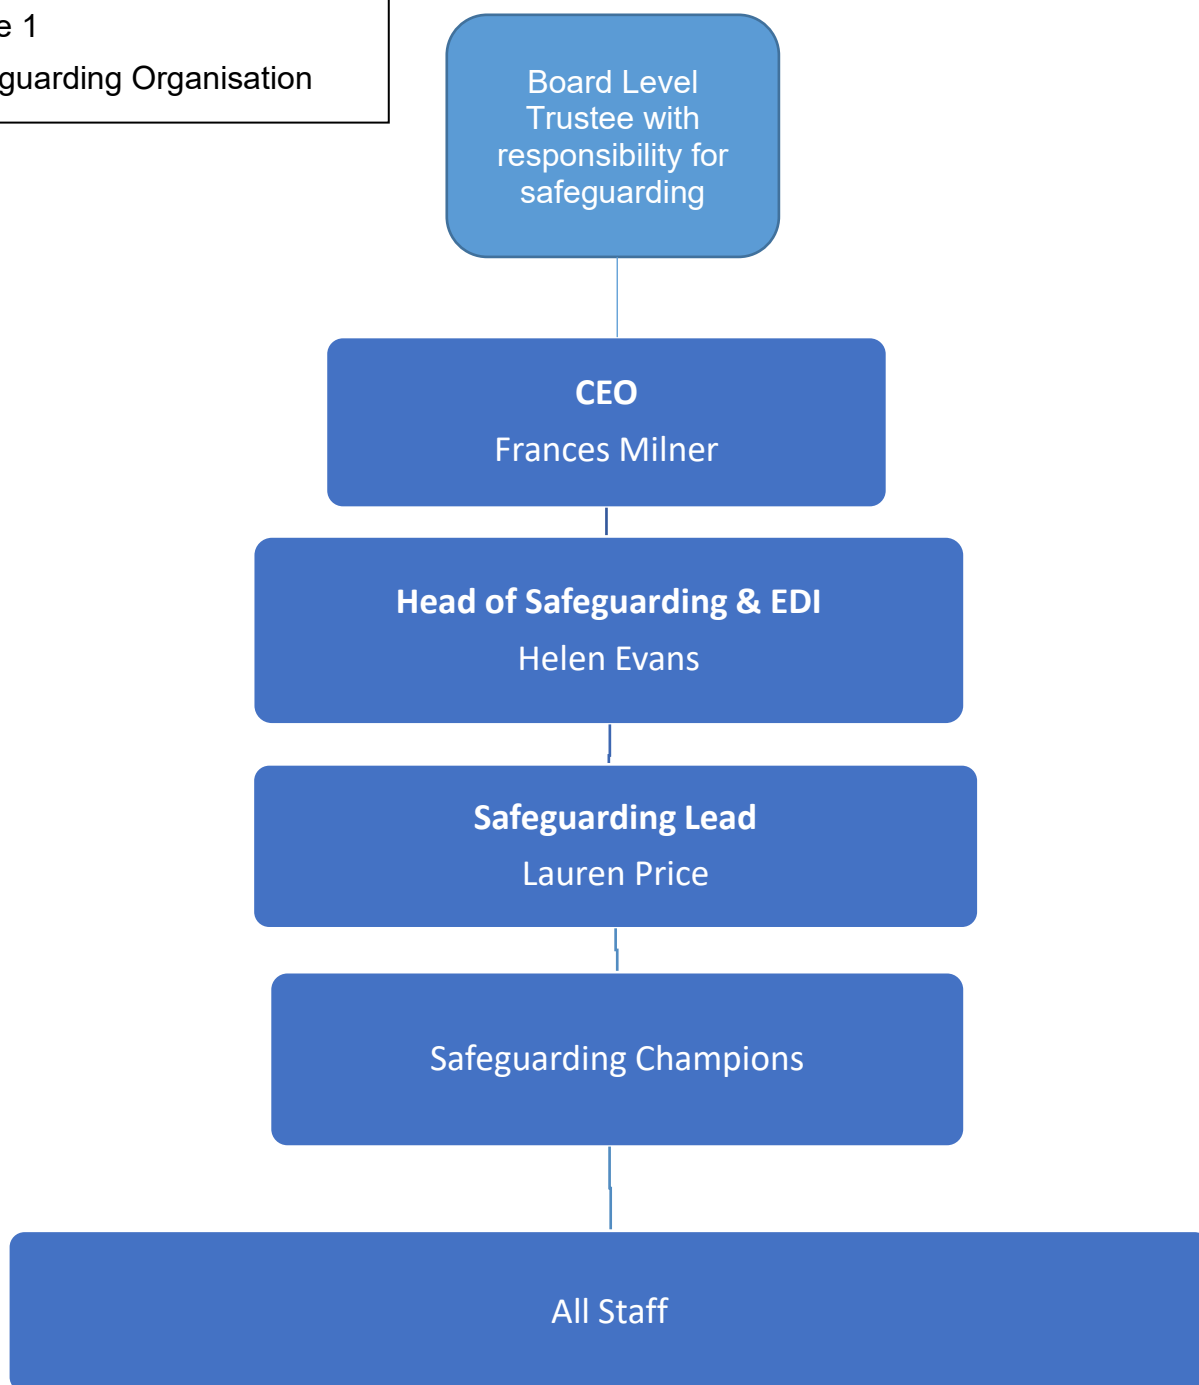 e 1
guarding Organisation
Board Level
Trustee with
responsibility for
safeguarding
CEO
Frances Milner
Head of Safeguarding & EDI
Helen Evans
Safeguarding Lead
Lauren Price
Safeguarding Champions
All Staff